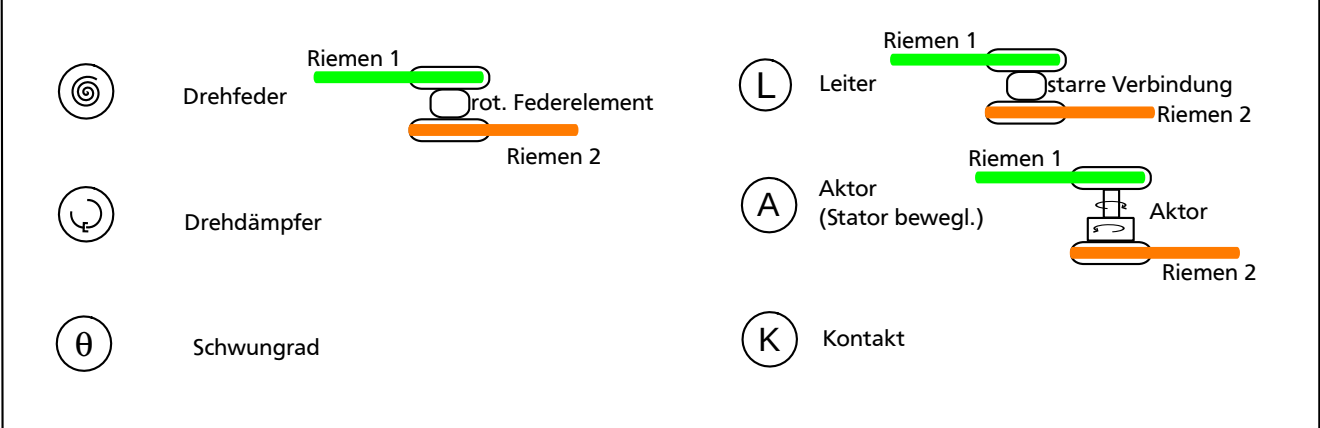 Riemen 1
Drehfeder
rot. Federelement
Riemen 2
Drehdämpfer
θ
Schwungrad
Riemen 1
L
Leiter
starre Verbindung
Riemen 2
Riemen 1
A
Aktor
(Stator bewegl.)
Aktor
Riemen 2
K
Kontakt